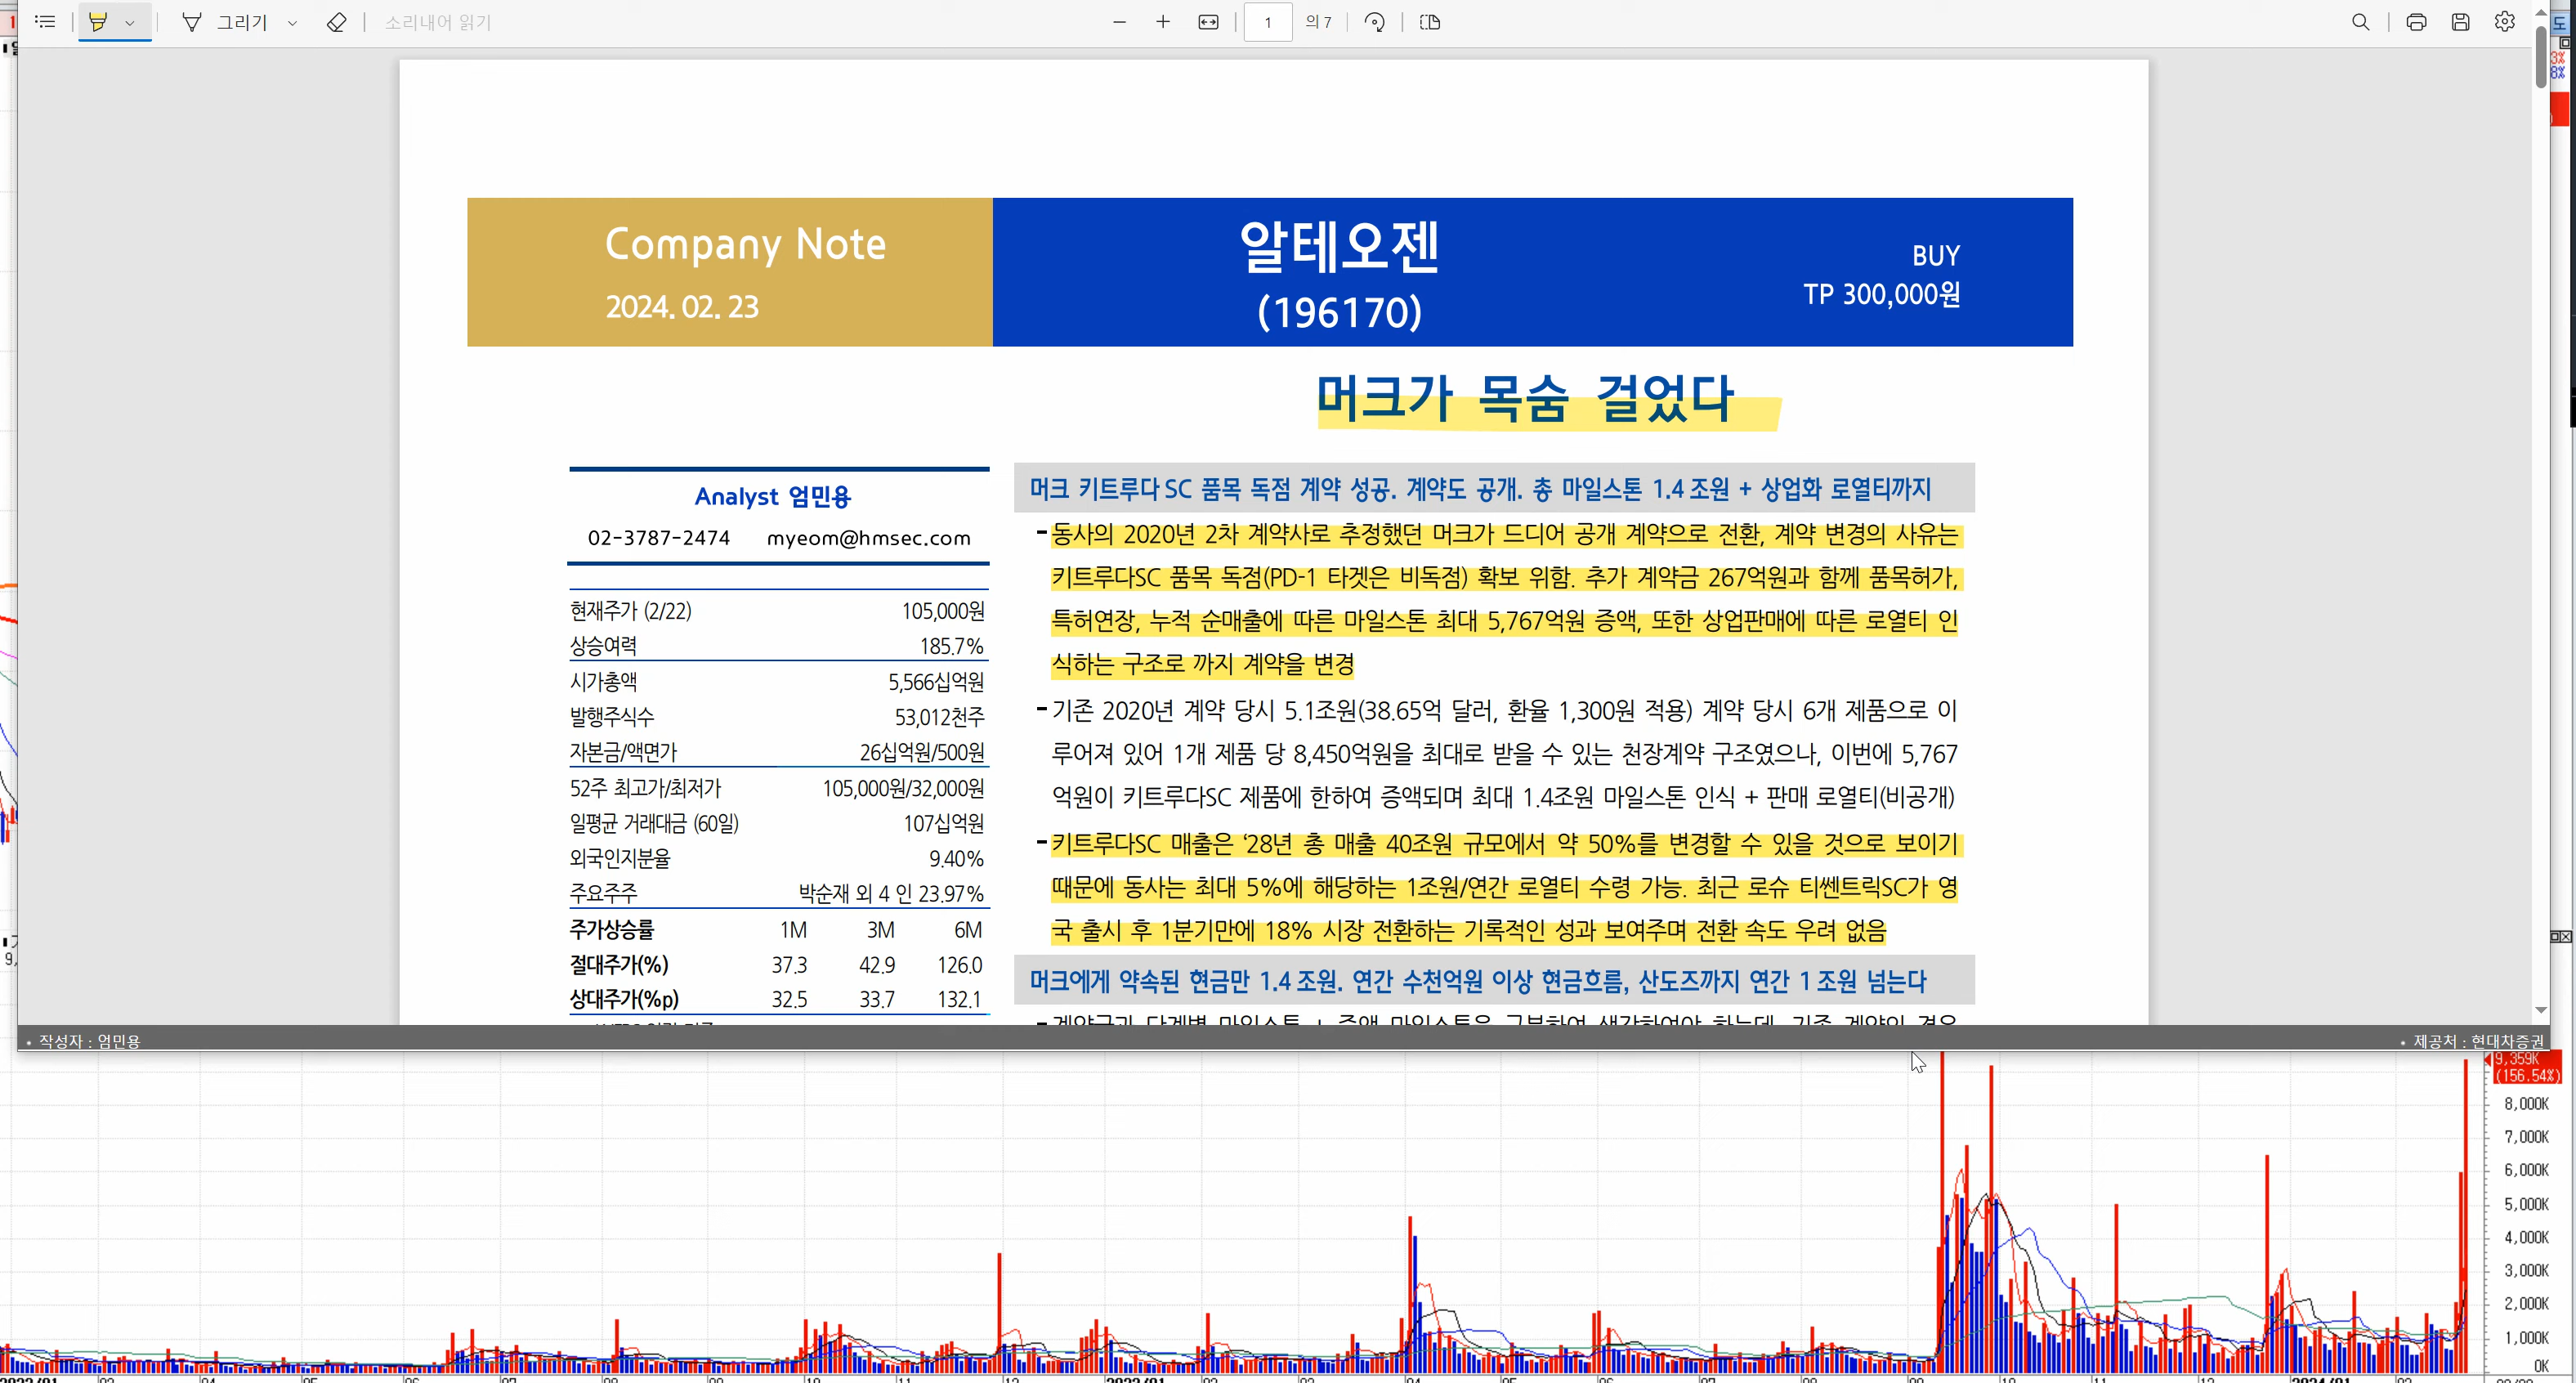 그리기
소리내어 읽기
1
의 7
Company Note
2024. 02. 23
알테오젠
(196170)
BUY
TP 300,000원
머크가 목숨 걸었다
Analyst 엄민용
02-3787-2474 myeom@hmsec.com
현재주가 (2/22) 105,000원
상승여력 185.7%
시가총액 5,566십억원
발행주식수 53,012천주
자본금/액면가 26십억원/500원
52주 최고가/최저가 105,000원/32,000원
일평균 거래대금 (60일) 107십억원
외국인지분율 9.40%
주요주주 박순재 외 4 인 23.97%
주가상승률 1M 3M 6M
절대주가(%) 37.3 42.9 126.0
상대주가(%p) 32.5 33.7 132.1
머크 키트루다 SC 품목 독점 계약 성공. 계약도 공개. 총 마일스톤 1.4 조원 + 상업화 로열티까지
- 동사의 2020년 2차 계약사로 추정했던 머크가 드디어 공개 계약으로 전환, 계약 변경의 사유는
키트루다SC 품목 독점(PD-1 타겟은 비독점) 확보 위함. 추가 계약금 267억원과 함께 품목허가,
특허연장, 누적 순매출에 따른 마일스톤 최대 5,767억원 증액, 또한 상업판매에 따른 로열티 인
식하는 구조로 까지 계약을 변경
- 기존 2020년 계약 당시 5.1조원(38.65억 달러, 환율 1,300원 적용) 계약 당시 6개 제품으로 이
루어져 있어 1개 제품 당 8,450억원을 최대로 받을 수 있는 천장계약 구조였으나, 이번에 5,767
억원이 키트루다SC 제품에 한하여 증액되며 최대 1.4조원 마일스톤 인식 + 판매 로열티(비공개)
- 키트루다SC 매출은 ‘28년 총 매출 40조원 규모에서 약 50%를 변경할 수 있을 것으로 보이기
때문에 동사는 최대 5%에 해당하는 1조원/연간 로열티 수령 가능. 최근 로슈 티쎈트릭SC가 영
국 출시 후 1분기만에 18% 시장 전환하는 기록적인 성과 보여주며 전환 속도 우려 없음
머크에게 약속된 현금만 1.4 조원. 연간 수천억원 이상 현금흐름, 산도즈까지 연간 1 조원 넘는다
• 작성자 : 엄민용
• 제공처 : 현대차증권
9,359K
(156.54%)
8,000K
7,000K
6,000K
5,000K
4,000K
3,000K
2,000K
1,000K
0K